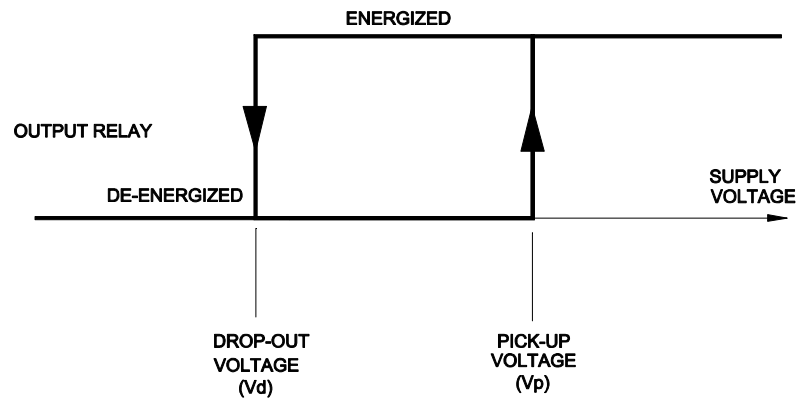 ENERGIZED
OUTPUT RELAY
DE-ENERGIZED
SUPPLY
VOLTAGE
DROP-OUT
VOLTAGE
(Vd)
PICK-UP
VOLTAGE
(Vp)